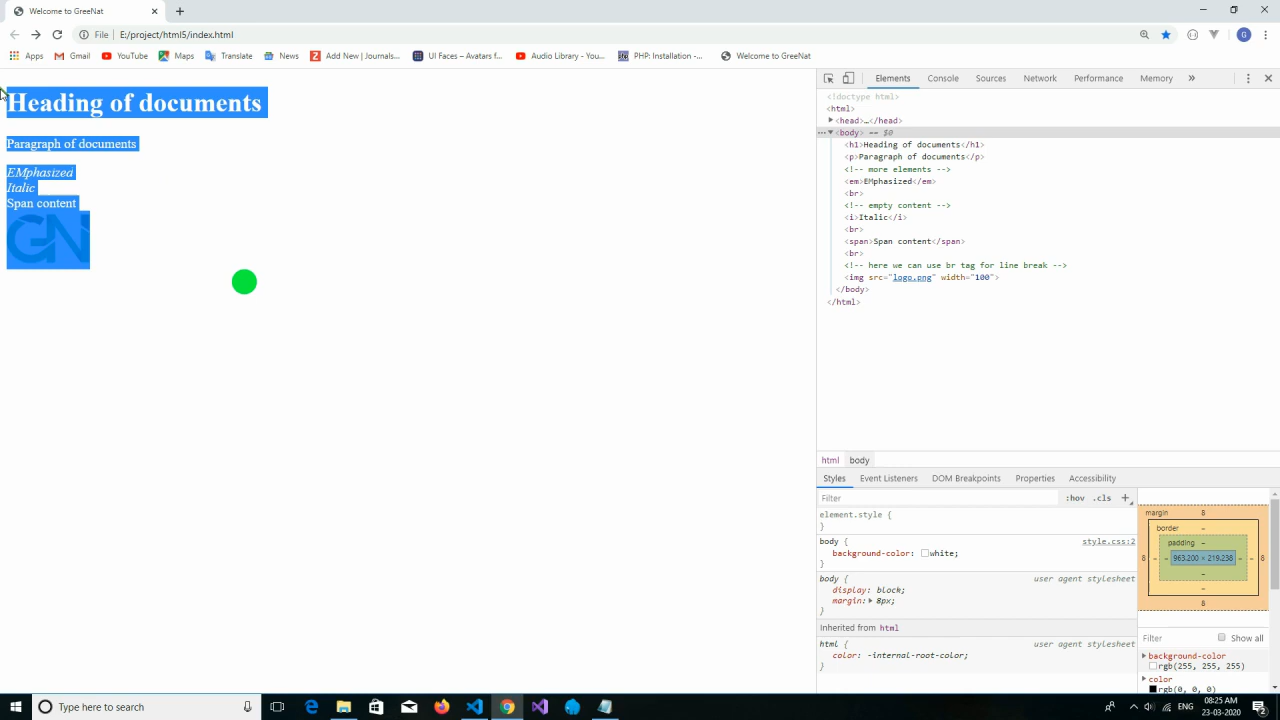 Welcome to GreeNat
File
E:/project/html5/index.html
G
Apps
Gmail
YouTube
Maps
Translate
News
Add New | Journals...
UI Faces – Avatars f...
Audio Library - You...
PHP: Installation -...
Welcome to GreeNat
Heading of documents
Paragraph of documents
EMphasized
Italic
Span content
GN
Elements Console Sources Network Performance Memory »
<!doctype html>
<html>
<head>…</head>
<body> == $0
<h1>Heading of documents</h1>
<p>Paragraph of documents</p>
<!-- more elements -->
<em>EMphasized</em>
<br>
<!-- empty content -->
<i>Italic</i>
<br>
<span>Span content</span>
<br>
<!-- here we can use br tag for line break -->
<img src="logo.png" width="100">
</body>
</html>
html body
Styles Event Listeners DOM Breakpoints Properties Accessibility
Filter :hov .cls +
element.style {
}
body { style.css:2
background-color: white;
}
body { user agent stylesheet
display: block;
margin: 8px;
}
Inherited from html
html { user agent stylesheet
color: -internal-root-color;
}
margin 8
border –
padding –
8 – – 963.200 × 219.238 – – 8
–
–
8
Filter Show all
background-color
rgb(255, 255, 255)
color
rgb(0, 0, 0)
Type here to search
ENG
08:25 AM
23-03-2020
2